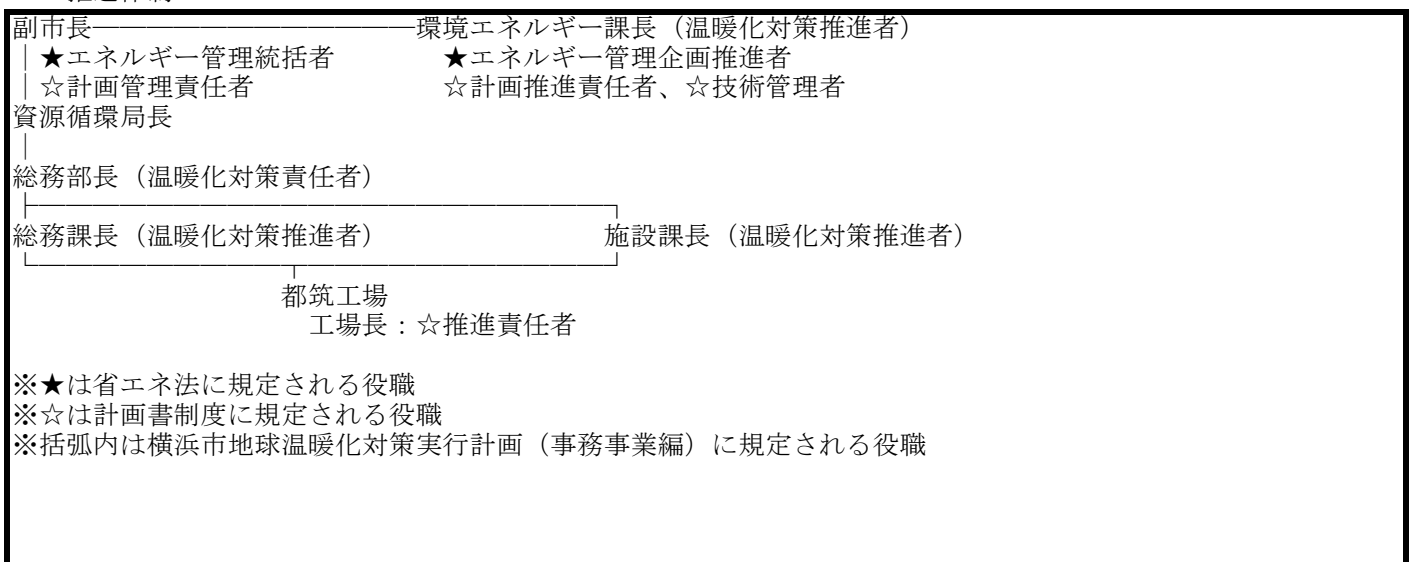 副市長────────────環境エネルギー課長（温暖化対策推進者）
｜★エネルギー管理統括者　　　　★エネルギー管理企画推進者
｜☆計画管理責任者　　　　　　　☆計画推進責任者、☆技術管理者
資源循環局長
｜
総務部長（温暖化対策責任者）
├─────────────────────┐
総務課長（温暖化対策推進者）　　　　　　　　　施設課長（温暖化対策推進者）
└─────────┬───────────┘
都筑工場
工場長：☆推進責任者
※★は省エネ法に規定される役職
※☆は計画書制度に規定される役職
※括弧内は横浜市地球温暖化対策実行計画（事務事業編）に規定される役職